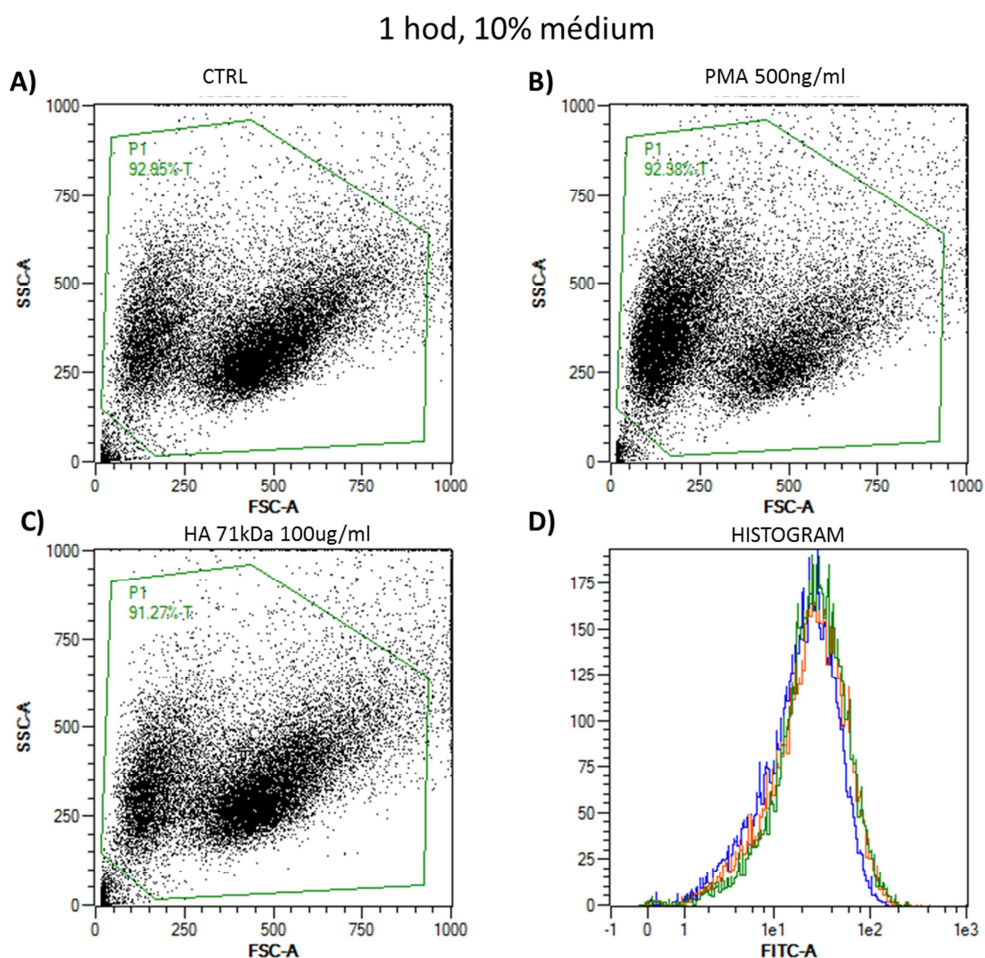 1 hod, 10% médium
A)
CTRL
1000
750
500
250
0
SSC-A
P1
92.95%-T
0 250 500 750 1000
FSC-A
B)
PMA 500ng/ml
1000
750
500
250
0
SSC-A
P1
92.38%-T
0 250 500 750 1000
FSC-A
C)
HA 71kDa 100ug/ml
1000
750
500
250
0
SSC-A
P1
91.27%-T
0 250 500 750 1000
FSC-A
D)
HISTOGRAM
175
150
125
100
75
50
25
0
-1 0 1 1e1 1e2 1e3
FITC-A